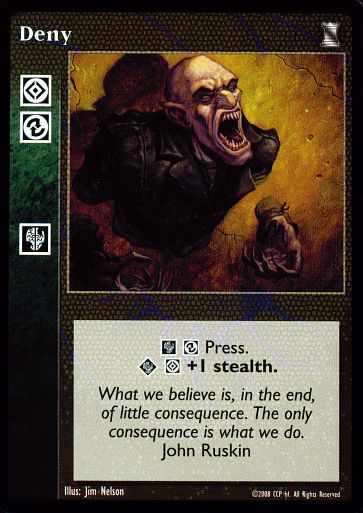 Deny
Press.
+1 stealth.
What we believe is, in the end,
of little consequence. The only
consequence is what we do.
John Ruskin
Illus: Jim Nelson
©2008 CCP hf. All Rights Reserved